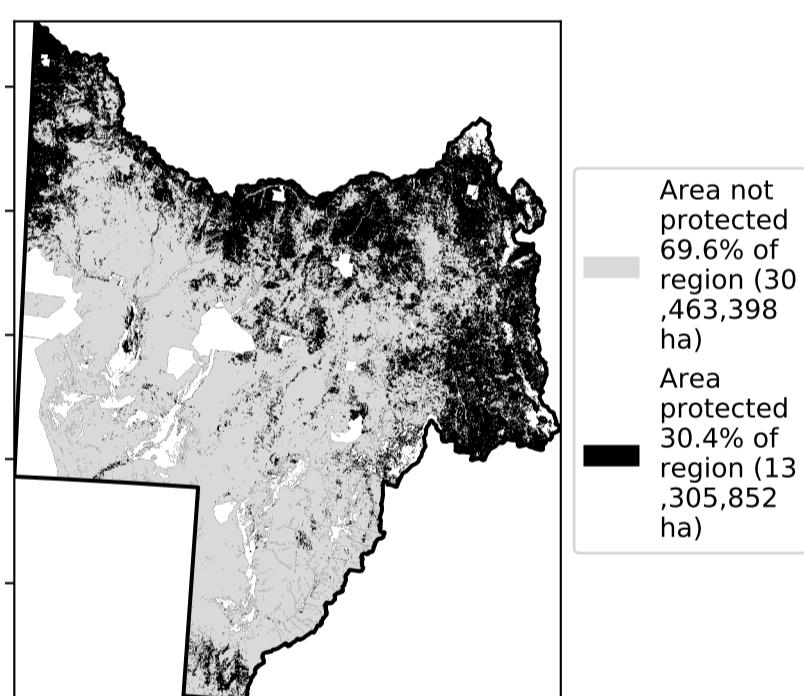 Area not
protected
69.6% of
region (30
,463,398
ha)
Area
protected
30.4% of
region (13
,305,852
ha)